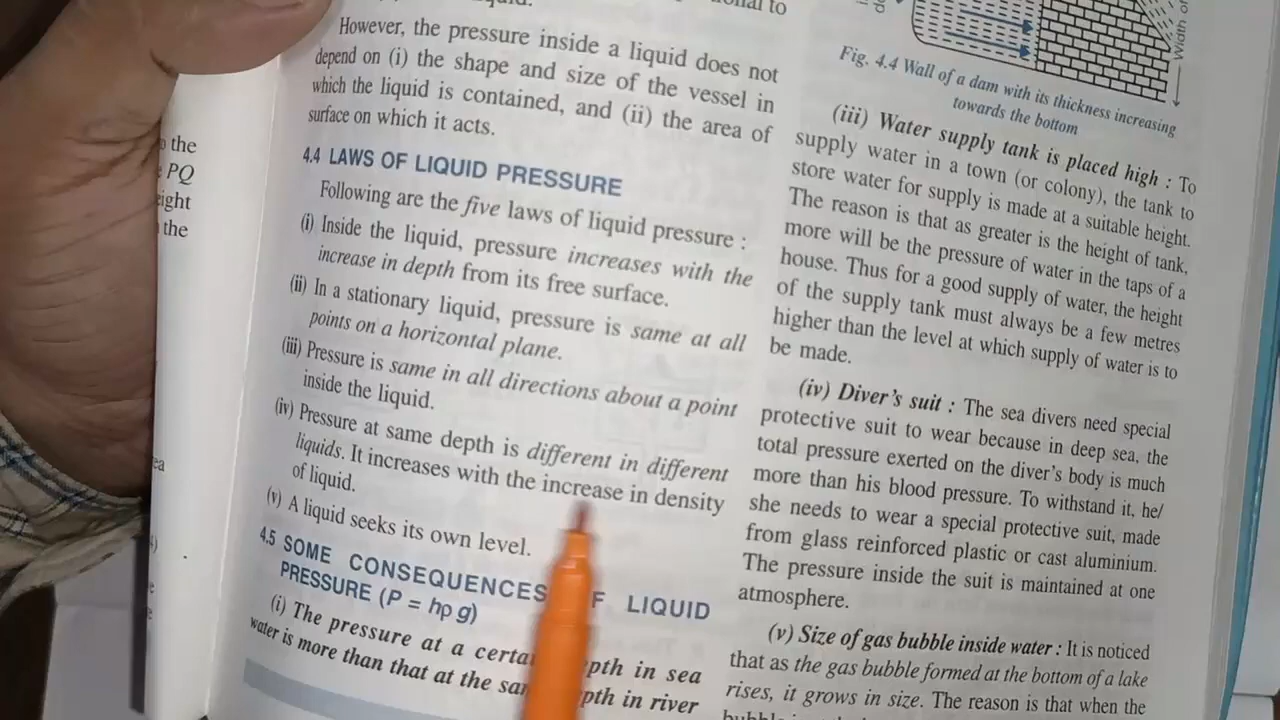 However, the pressure inside a liquid does not
depend on (i) the shape and size of the vessel in
which the liquid is contained, and (ii) the area of
surface on which it acts.
4.4 LAWS OF LIQUID PRESSURE
Following are the five laws of liquid pressure :
(i) Inside the liquid, pressure increases with the
increase in depth from its free surface.
(ii) In a stationary liquid, pressure is same at all
points on a horizontal plane.
(iii) Pressure is same in all directions about a point
inside the liquid.
(iv) Pressure at same depth is different in different
liquids. It increases with the increase in density
of liquid.
(v) A liquid seeks its own level.
4.5 SOME CONSEQUENCES OF LIQUID
PRESSURE (P = hρ g)
(i) The pressure at a certain depth in sea
water is more than that at the same depth in river
to
Width of
Fig. 4.4 Wall of a dam with its thickness increasing
towards the bottom
(iii) Water supply tank is placed high : To
supply water in a town (or colony), the tank to
store water for supply is made at a suitable height.
The reason is that as greater is the height of tank,
more will be the pressure of water in the taps of a
house. Thus for a good supply of water, the height
of the supply tank must always be a few metres
higher than the level at which supply of water is to
be made.
(iv) Diver's suit : The sea divers need special
protective suit to wear because in deep sea, the
total pressure exerted on the diver's body is much
more than his blood pressure. To withstand it, he/
she needs to wear a special protective suit, made
from glass reinforced plastic or cast aluminium.
The pressure inside the suit is maintained at one
atmosphere.
(v) Size of gas bubble inside water : It is noticed
that as the gas bubble formed at the bottom of a lake
rises, it grows in size. The reason is that when the
the
PQ
the